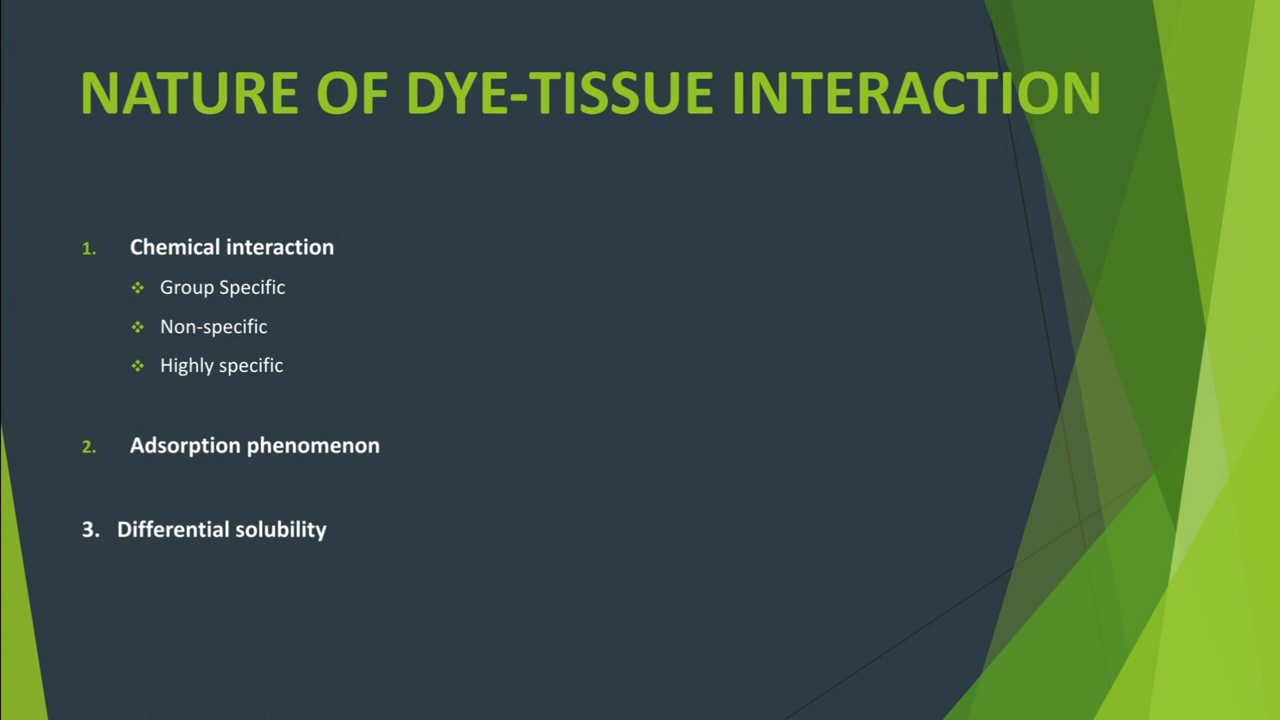 NATURE OF DYE-TISSUE INTERACTION
1. Chemical interaction
❖ Group Specific
❖ Non-specific
❖ Highly specific
2. Adsorption phenomenon
3. Differential solubility